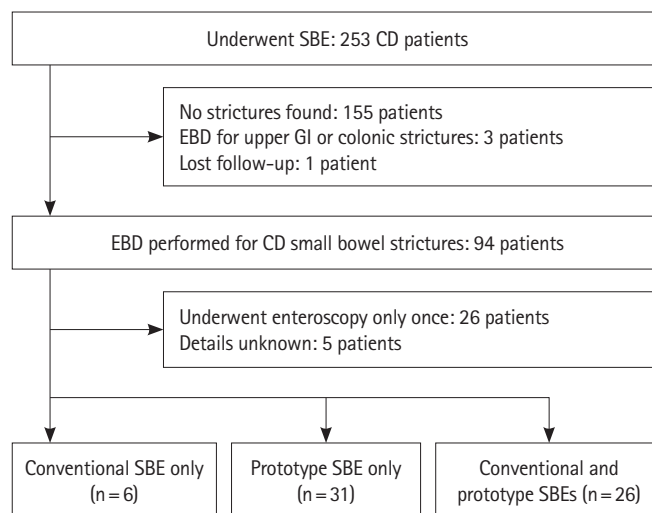 Underwent SBE: 253 CD patients
No strictures found: 155 patients
EBD for upper GI or colonic strictures: 3 patients
Lost follow-up: 1 patient
EBD performed for CD small bowel strictures: 94 patients
Underwent enteroscopy only once: 26 patients
Details unknown: 5 patients
Conventional SBE only
(n=6)
Prototype SBE only
(n=31)
Conventional and
prototype SBEs (n=26)